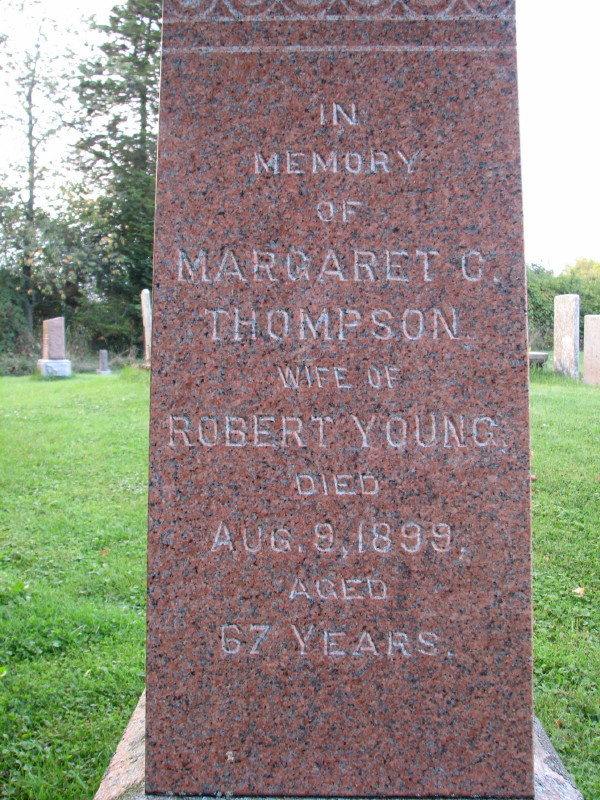 IN
MEMORY
OF
MARGARET C.
THOMPSON
WIFE OF
ROBERT YOUNG.
DIED
AUG. 9, 1899,
AGED
67 YEARS.